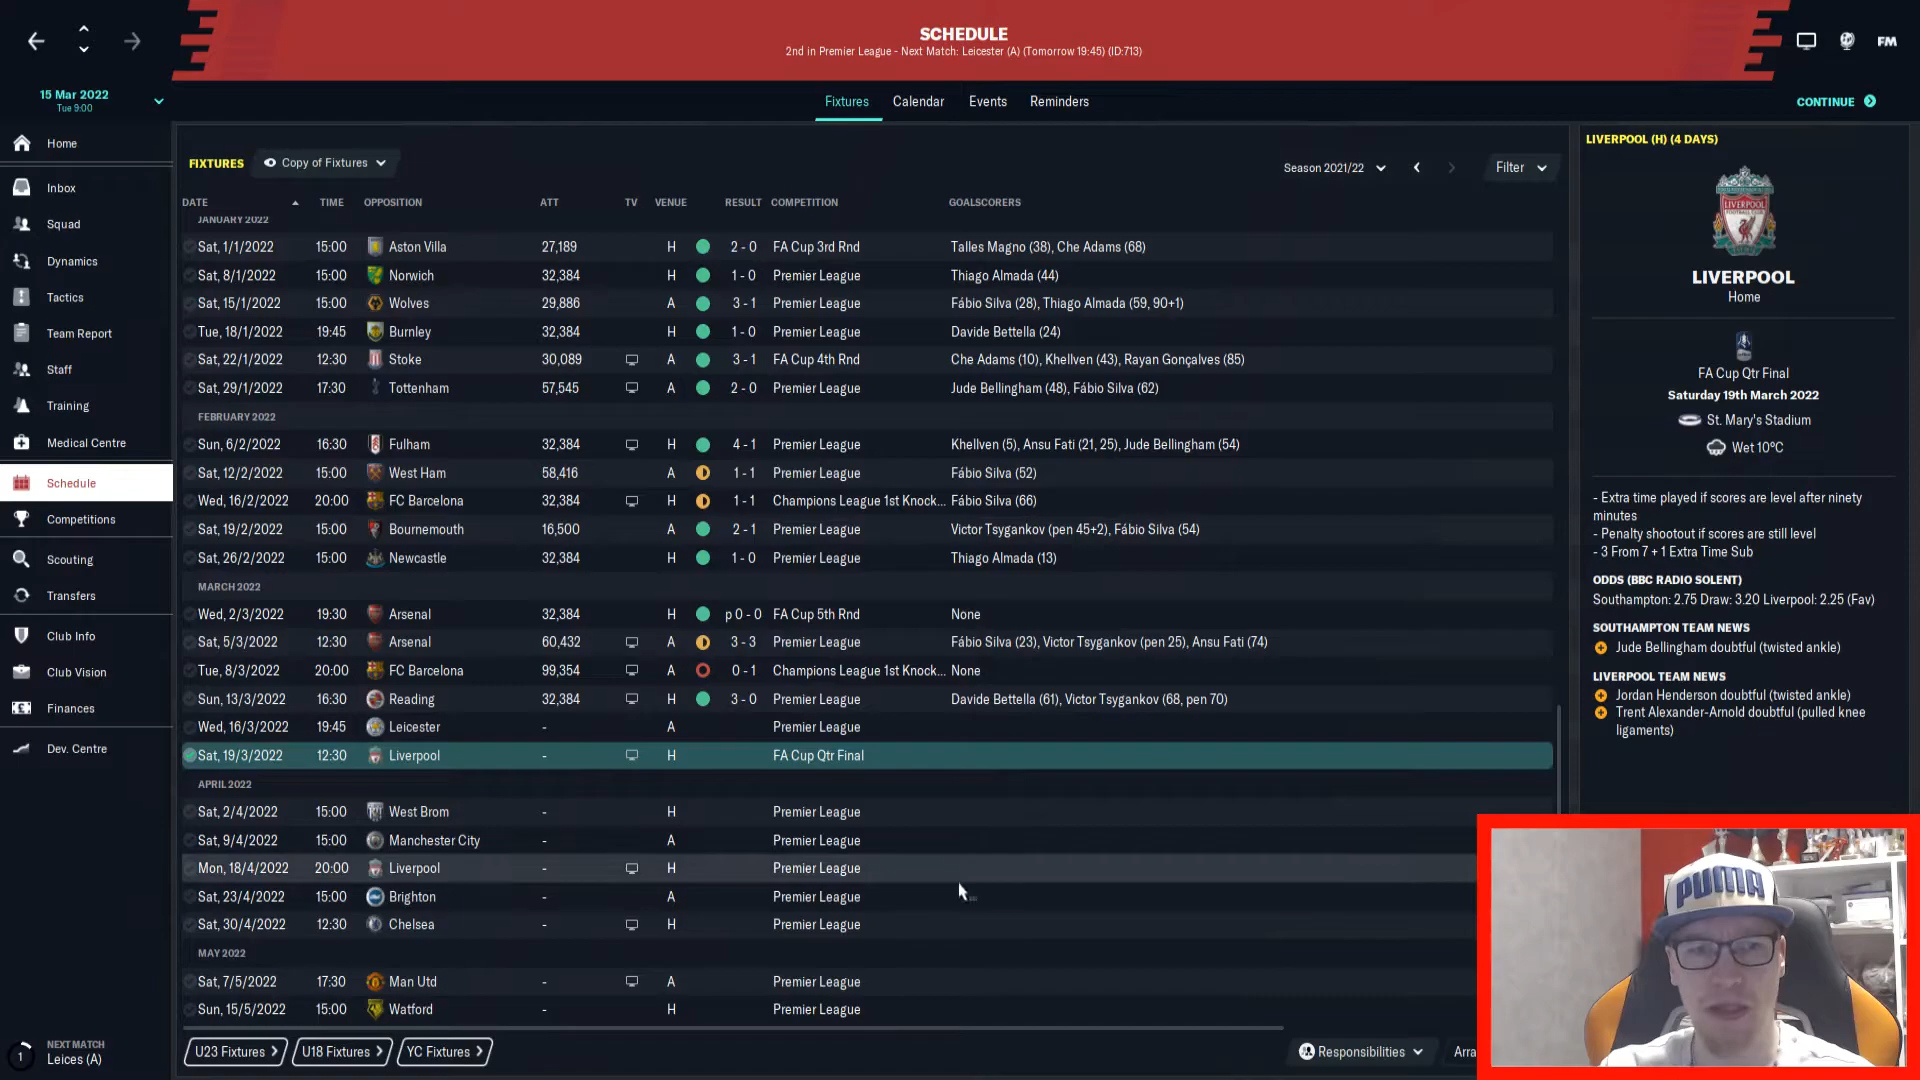 SCHEDULE
2nd in Premier League - Next Match: Leicester (A) (Tomorrow 19:45) (ID:713)
FM
15 Mar 2022
Tue 9:00
Fixtures Calendar Events Reminders
CONTINUE
Home
Inbox
Squad
Dynamics
Tactics
Team Report
Staff
Training
Medical Centre
Schedule
Competitions
Scouting
Transfers
Club Info
Club Vision
Finances
Dev. Centre
1 NEXT MATCH
Leices (A)
FIXTURES Copy of Fixtures Season 2021/22 Filter
DATE TIME OPPOSITION ATT TV VENUE RESULT COMPETITION GOALSCORERS
JANUARY 2022
Sat, 1/1/2022 15:00 Aston Villa 27,189 H 2 - 0 FA Cup 3rd Rnd Talles Magno (38), Che Adams (68)
Sat, 8/1/2022 15:00 Norwich 32,384 H 1 - 0 Premier League Thiago Almada (44)
Sat, 15/1/2022 15:00 Wolves 29,886 A 3 - 1 Premier League Fábio Silva (28), Thiago Almada (59, 90+1)
Tue, 18/1/2022 19:45 Burnley 32,384 H 1 - 0 Premier League Davide Bettella (24)
Sat, 22/1/2022 12:30 Stoke 30,089 A 3 - 1 FA Cup 4th Rnd Che Adams (10), Khellven (43), Rayan Gonçalves (85)
Sat, 29/1/2022 17:30 Tottenham 57,545 A 2 - 0 Premier League Jude Bellingham (48), Fábio Silva (62)
FEBRUARY 2022
Sun, 6/2/2022 16:30 Fulham 32,384 H 4 - 1 Premier League Khellven (5), Ansu Fati (21, 25), Jude Bellingham (54)
Sat, 12/2/2022 15:00 West Ham 58,416 A 1 - 1 Premier League Fábio Silva (52)
Wed, 16/2/2022 20:00 FC Barcelona 32,384 H 1 - 1 Champions League 1st Knock... Fábio Silva (66)
Sat, 19/2/2022 15:00 Bournemouth 16,500 A 2 - 1 Premier League Victor Tsygankov (pen 45+2), Fábio Silva (54)
Sat, 26/2/2022 15:00 Newcastle 32,384 H 1 - 0 Premier League Thiago Almada (13)
MARCH 2022
Wed, 2/3/2022 19:30 Arsenal 32,384 H p 0 - 0 FA Cup 5th Rnd None
Sat, 5/3/2022 12:30 Arsenal 60,432 A 3 - 3 Premier League Fábio Silva (23), Victor Tsygankov (pen 25), Ansu Fati (74)
Tue, 8/3/2022 20:00 FC Barcelona 99,354 A 0 - 1 Champions League 1st Knock... None
Sun, 13/3/2022 16:30 Reading 32,384 H 3 - 0 Premier League Davide Bettella (61), Victor Tsygankov (68, pen 70)
Wed, 16/3/2022 19:45 Leicester - A Premier League
Sat, 19/3/2022 12:30 Liverpool - H FA Cup Qtr Final
APRIL 2022
Sat, 2/4/2022 15:00 West Brom - H Premier League
Sat, 9/4/2022 15:00 Manchester City - A Premier League
Mon, 18/4/2022 20:00 Liverpool - H Premier League
Sat, 23/4/2022 15:00 Brighton - A Premier League
Sat, 30/4/2022 12:30 Chelsea - H Premier League
MAY 2022
Sat, 7/5/2022 17:30 Man Utd - A Premier League
Sun, 15/5/2022 15:00 Watford - H Premier League
U23 Fixtures U18 Fixtures YC Fixtures Responsibilities Arra
LIVERPOOL (H) (4 DAYS)
LIVERPOOL
Home
FA Cup Qtr Final
Saturday 19th March 2022
St. Mary's Stadium
Wet 10ºC
- Extra time played if scores are level after ninety
minutes
- Penalty shootout if scores are still level
- 3 From 7 + 1 Extra Time Sub
ODDS (BBC RADIO SOLENT)
Southampton: 2.75 Draw: 3.20 Liverpool: 2.25 (Fav)
SOUTHAMPTON TEAM NEWS
Jude Bellingham doubtful (twisted ankle)
LIVERPOOL TEAM NEWS
Jordan Henderson doubtful (twisted ankle)
Trent Alexander-Arnold doubtful (pulled knee
ligaments)
PUMA